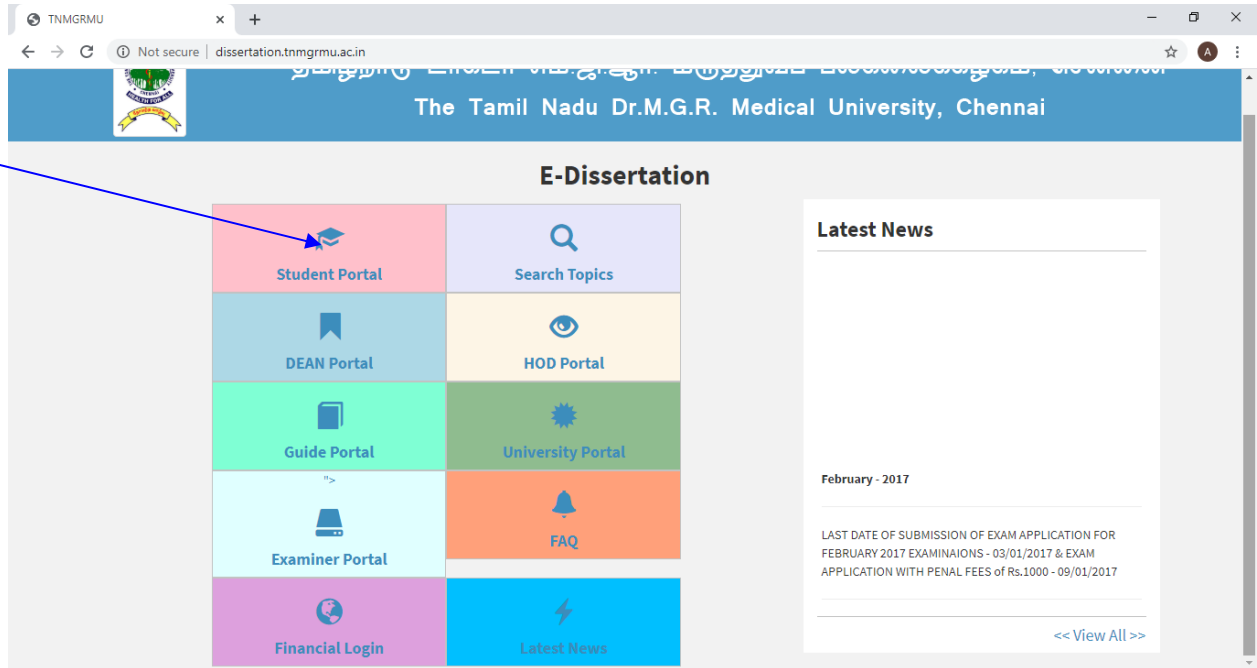 TNMGRMU
Not secure | dissertation.tnmgrmu.ac.in
A
The Tamil Nadu Dr.M.G.R. Medical University, Chennai
E-Dissertation
Student Portal
Search Topics
DEAN Portal
HOD Portal
Guide Portal
University Portal
">
Examiner Portal
FAQ
Financial Login
Latest News
Latest News
February - 2017
LAST DATE OF SUBMISSION OF EXAM APPLICATION FOR
FEBRUARY 2017 EXAMINAIONS - 03/01/2017 & EXAM
APPLICATION WITH PENAL FEES of Rs.1000 - 09/01/2017
<< View All >>